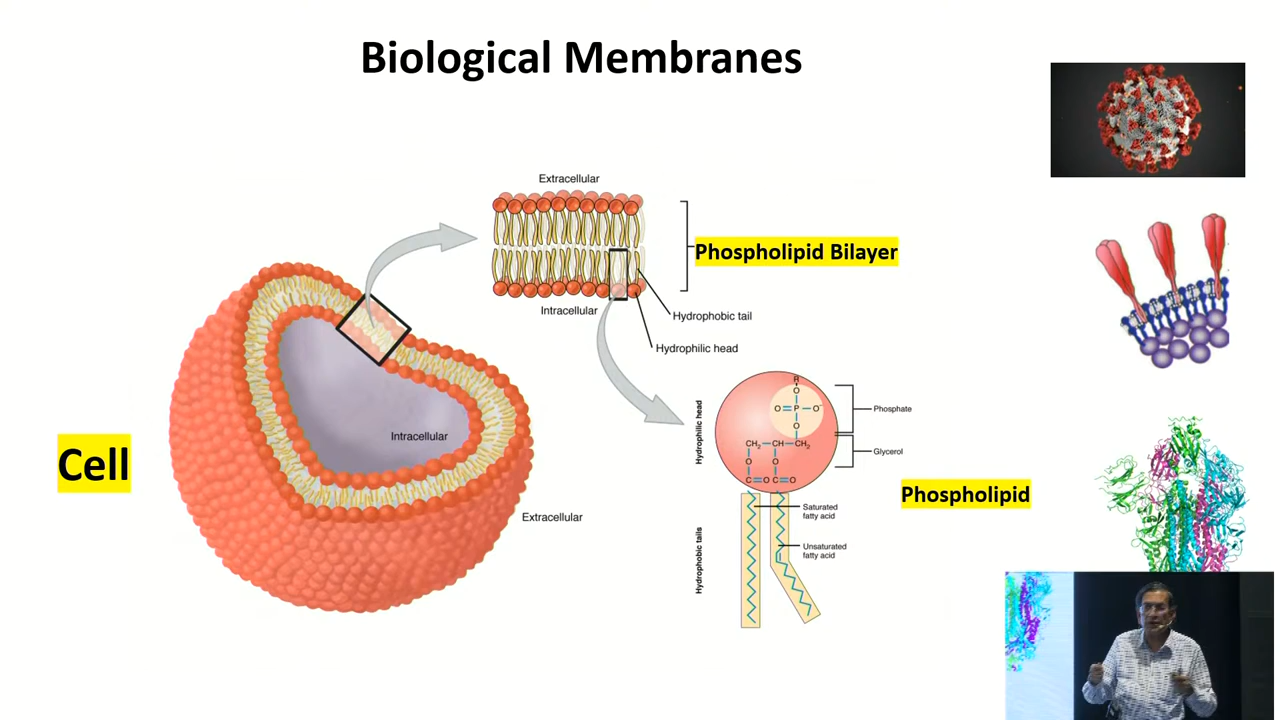 Biological Membranes
Extracellular
Phospholipid Bilayer
Intracellular
Hydrophobic tail
Hydrophilic head
Intracellular
Cell
Extracellular
Hydrophilic head
R
O
O=P—O⁻
O
CH₂—CH—CH₂
O O
C=O C=O
Phosphate
Glycerol
Phospholipid
Hydrophobic tails
Saturated
fatty acid
Unsaturated
fatty acid